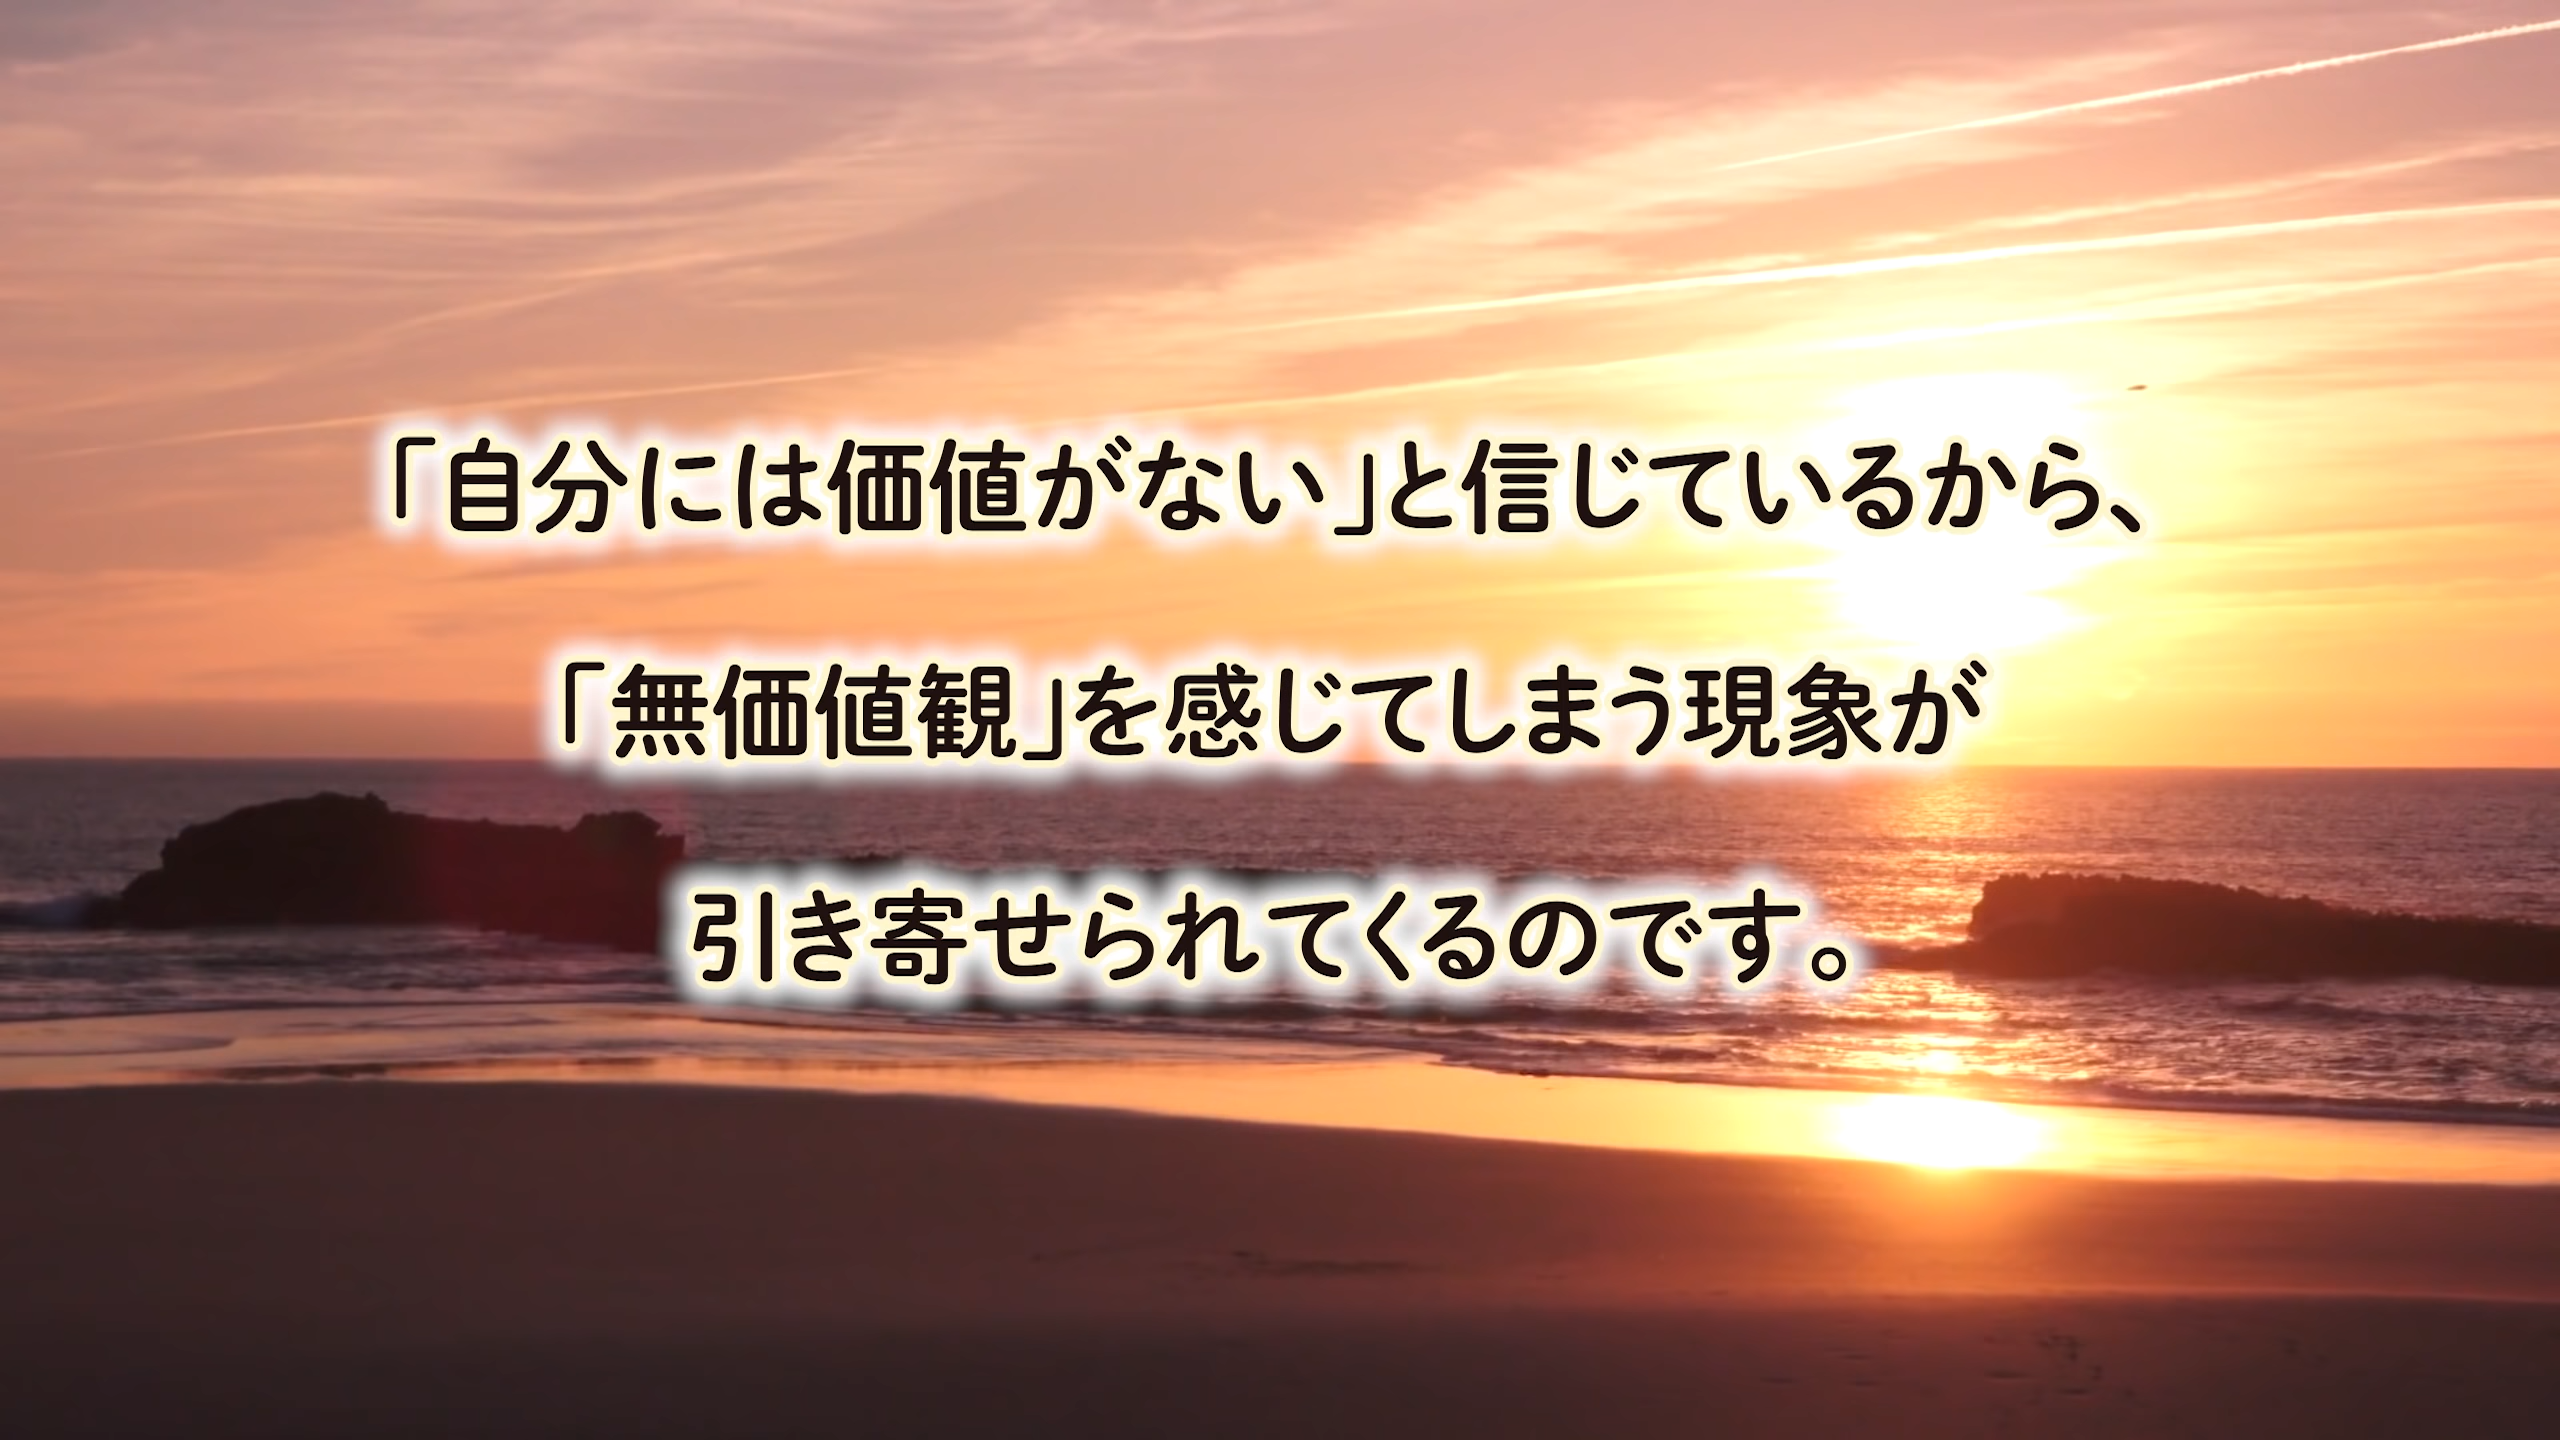 「自分には価値がない」と信じているから、
「無価値観」を感じてしまう現象が
引き寄せられてくるのです。